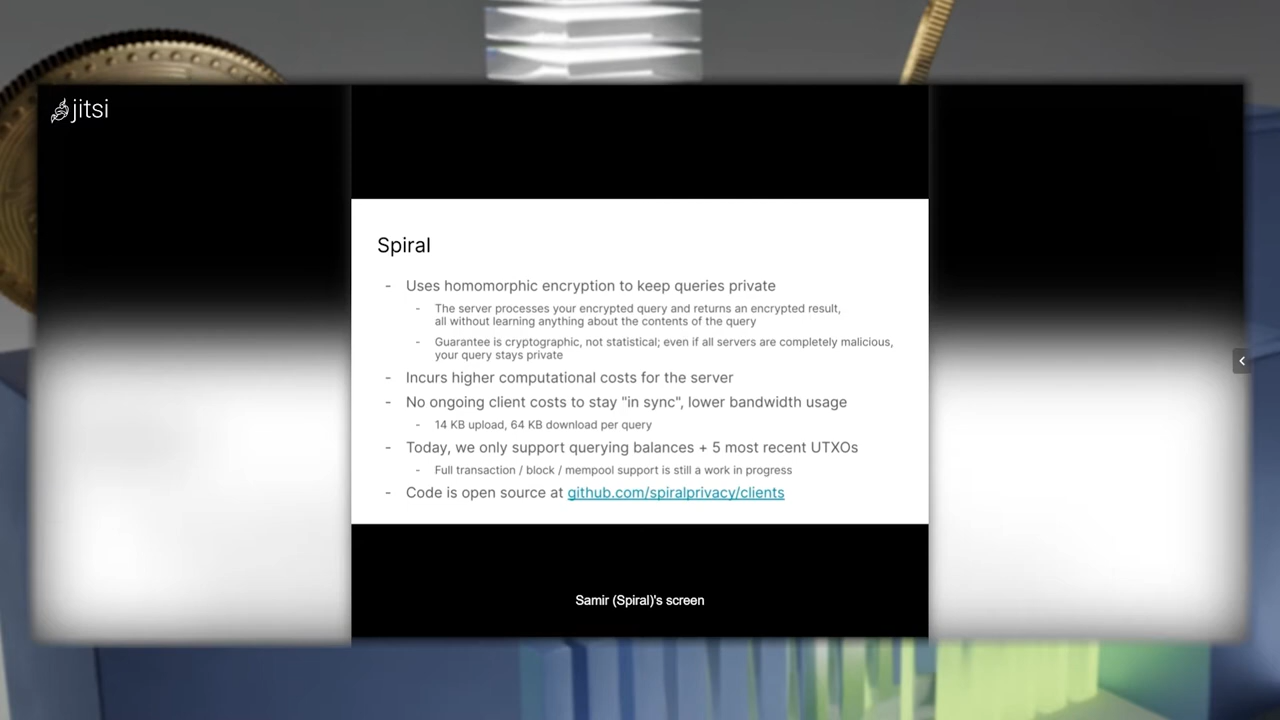 jitsi
Spiral
- Uses homomorphic encryption to keep queries private
- The server processes your encrypted query and returns an encrypted result,
all without learning anything about the contents of the query
- Guarantee is cryptographic, not statistical; even if all servers are completely malicious,
your query stays private
- Incurs higher computational costs for the server
- No ongoing client costs to stay "in sync", lower bandwidth usage
- 14 KB upload, 64 KB download per query
- Today, we only support querying balances + 5 most recent UTXOs
- Full transaction / block / mempool support is still a work in progress
- Code is open source at github.com/spiralprivacy/clients
Samir (Spiral)'s screen